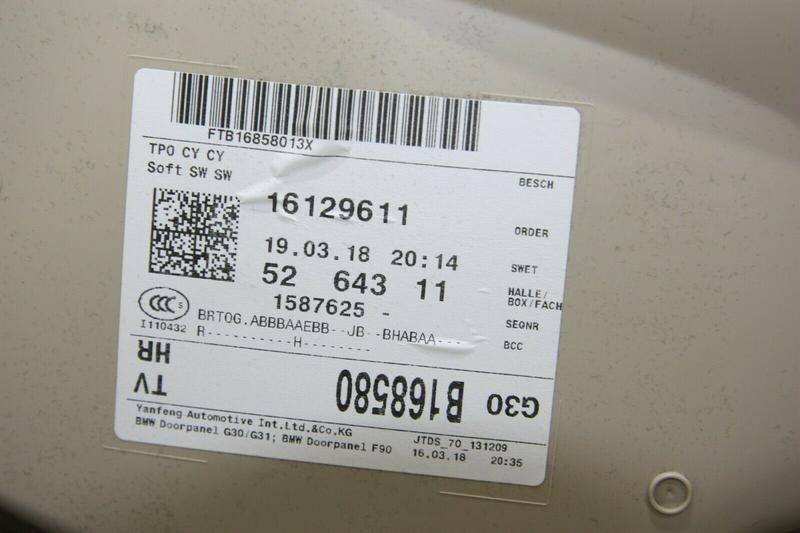 FTB16858013X
TPO CY CY
Soft SW SW
BESCH
16129611
ORDER
19.03.18 20:14
SWET
52 643 11
HALLE/
BOX/FACH
1587625 -
SEQNR
CCC S
I110432
BRTOG.ABBBAAEBB--JB--BHABAA---
R----------H--------
BCC
HR
TV
B168580
G30
Yanfeng Automotive Int.Ltd.&Co.KG
BMW Doorpanel G30/G31; BMW Doorpanel F90
JTDS_70_131209
16.03.18 20:35